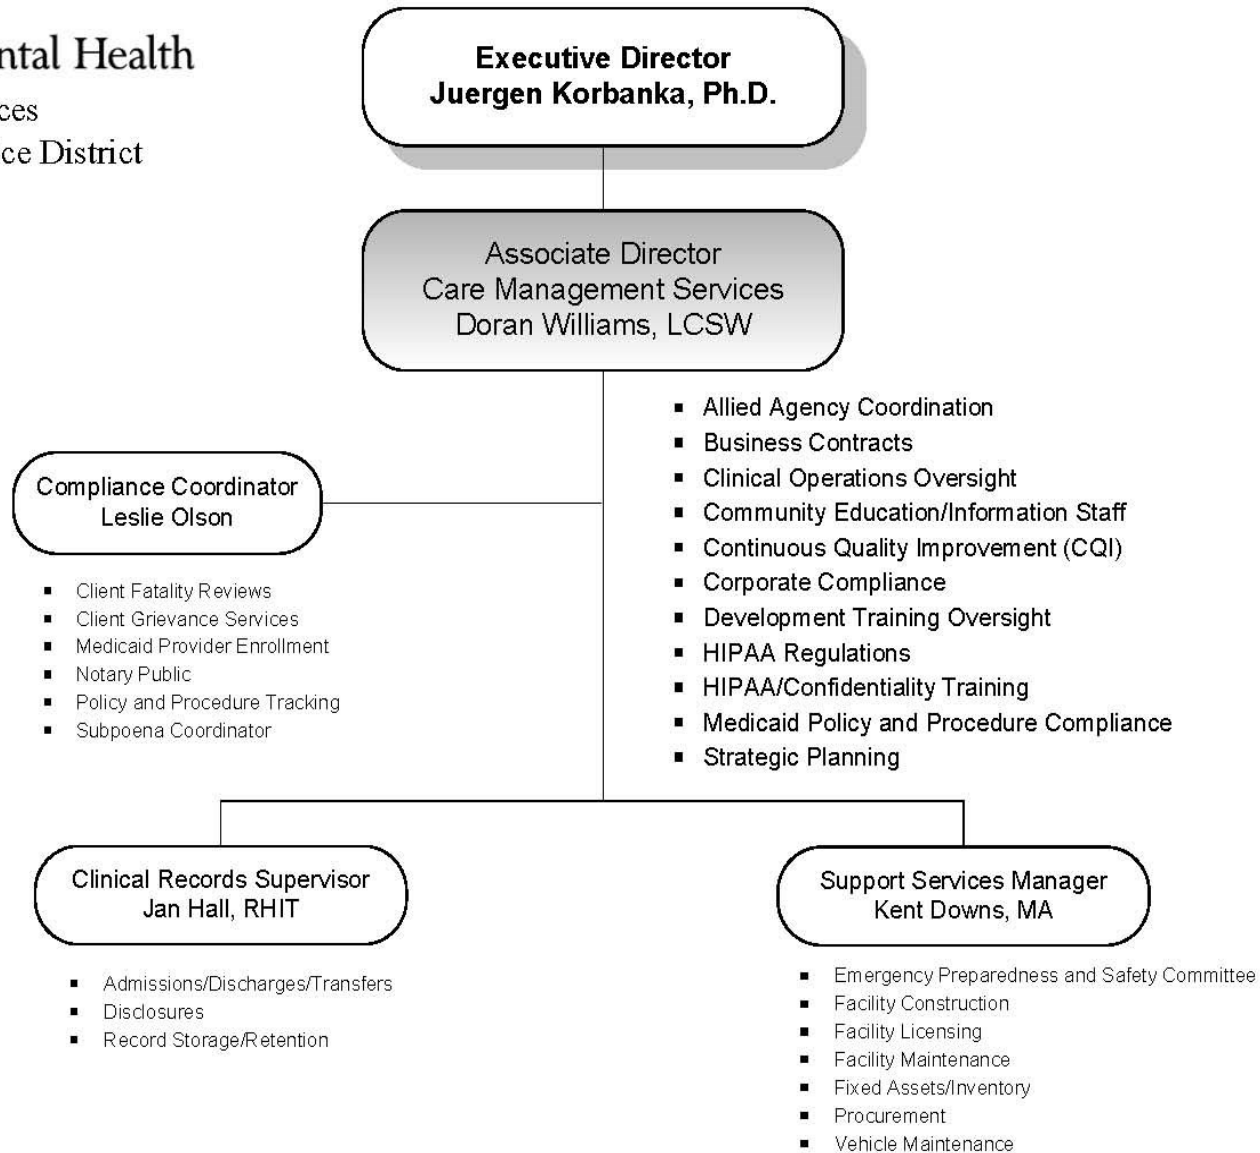 ntal Health
ces
ce District
Executive Director
Juergen Korbanka, Ph.D.
Associate Director
Care Management Services
Doran Williams, LCSW
▪ Allied Agency Coordination
▪ Business Contracts
▪ Clinical Operations Oversight
▪ Community Education/Information Staff
▪ Continuous Quality Improvement (CQI)
▪ Corporate Compliance
▪ Development Training Oversight
▪ HIPAA Regulations
▪ HIPAA/Confidentiality Training
▪ Medicaid Policy and Procedure Compliance
▪ Strategic Planning
Compliance Coordinator
Leslie Olson
▪ Client Fatality Reviews
▪ Client Grievance Services
▪ Medicaid Provider Enrollment
▪ Notary Public
▪ Policy and Procedure Tracking
▪ Subpoena Coordinator
Clinical Records Supervisor
Jan Hall, RHIT
▪ Admissions/Discharges/Transfers
▪ Disclosures
▪ Record Storage/Retention
Support Services Manager
Kent Downs, MA
▪ Emergency Preparedness and Safety Committee
▪ Facility Construction
▪ Facility Licensing
▪ Facility Maintenance
▪ Fixed Assets/Inventory
▪ Procurement
▪ Vehicle Maintenance